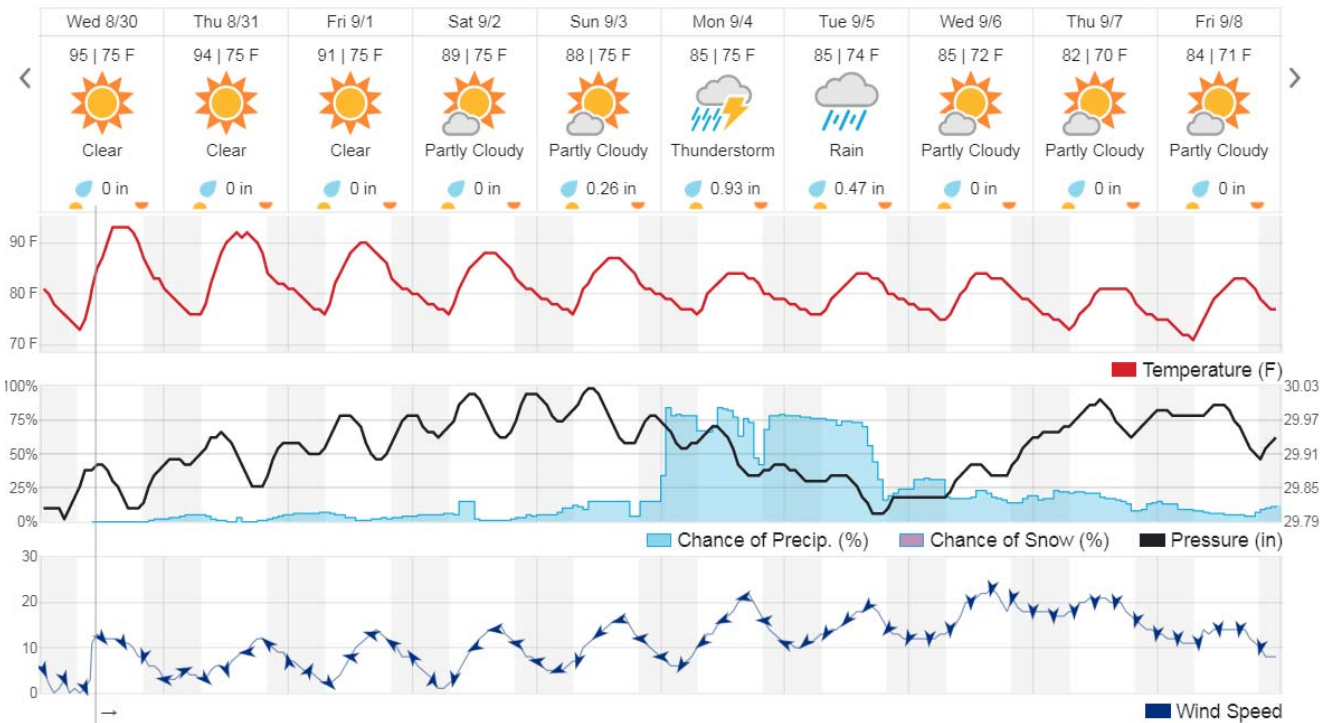 Wed 8/30 Thu 8/31 Fri 9/1 Sat 9/2 Sun 9/3 Mon 9/4 Tue 9/5 Wed 9/6 Thu 9/7 Fri 9/8
95 | 75 F 94 | 75 F 91 | 75 F 89 | 75 F 88 | 75 F 85 | 75 F 85 | 74 F 85 | 72 F 82 | 70 F 84 | 71 F
Clear Clear Clear Partly Cloudy Partly Cloudy Thunderstorm Rain Partly Cloudy Partly Cloudy Partly Cloudy
0 in 0 in 0 in 0 in 0.26 in 0.93 in 0.47 in 0 in 0 in 0 in
90 F
80 F
70 F
Temperature (F)
100% 30.03
75% 29.97
50% 29.91
25% 29.85
0% 29.79
Chance of Precip. (%) Chance of Snow (%) Pressure (in)
30
20
10
0
→
Wind Speed